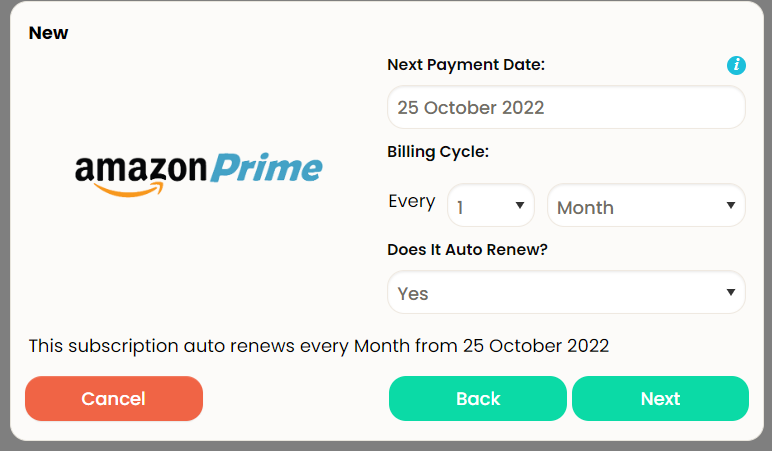 New
Next Payment Date:
i
25 October 2022
amazon Prime
Billing Cycle:
Every 1 Month
Does It Auto Renew?
Yes
This subscription auto renews every Month from 25 October 2022
Cancel Back Next